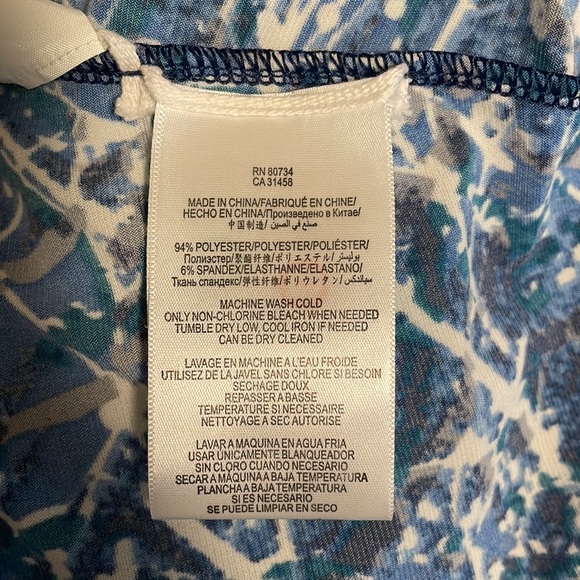 RN 80734
CA 31458
MADE IN CHINA/FABRIQUÉ EN CHINE/
HECHO EN CHINA/Произведено в Китае/
中国制造/ صنع في الصين
94% POLYESTER/POLYESTER/POLIÉSTER/
Полиэстер/聚酯纤维/ポリエステル/بوليستر
6% SPANDEX/ELASTHANNE/ELASTANO/
Ткань спандекс/弹性纤维/ポリウレタン/سباندكس
MACHINE WASH COLD
ONLY NON-CHLORINE BLEACH WHEN NEEDED
TUMBLE DRY LOW, COOL IRON IF NEEDED
CAN BE DRY CLEANED
LAVAGE EN MACHINE A L'EAU FROIDE
UTILISEZ DE LA JAVEL SANS CHLORE SI BESOIN
SECHAGE DOUX
REPASSER A BASSE
TEMPERATURE SI NECESSAIRE
NETTOYAGE A SEC AUTORISE
LAVAR A MAQUINA EN AGUA FRIA
USAR ÚNICAMENTE BLANQUEADOR
SIN CLORO CUANDO NECESARIO
SECAR A MÁQUINA A BAJA TEMPERATURA
PLANCHA A BAJA TEMPERATURA
SI ES NECESARIO
SE PUEDE LIMPIAR EN SECO